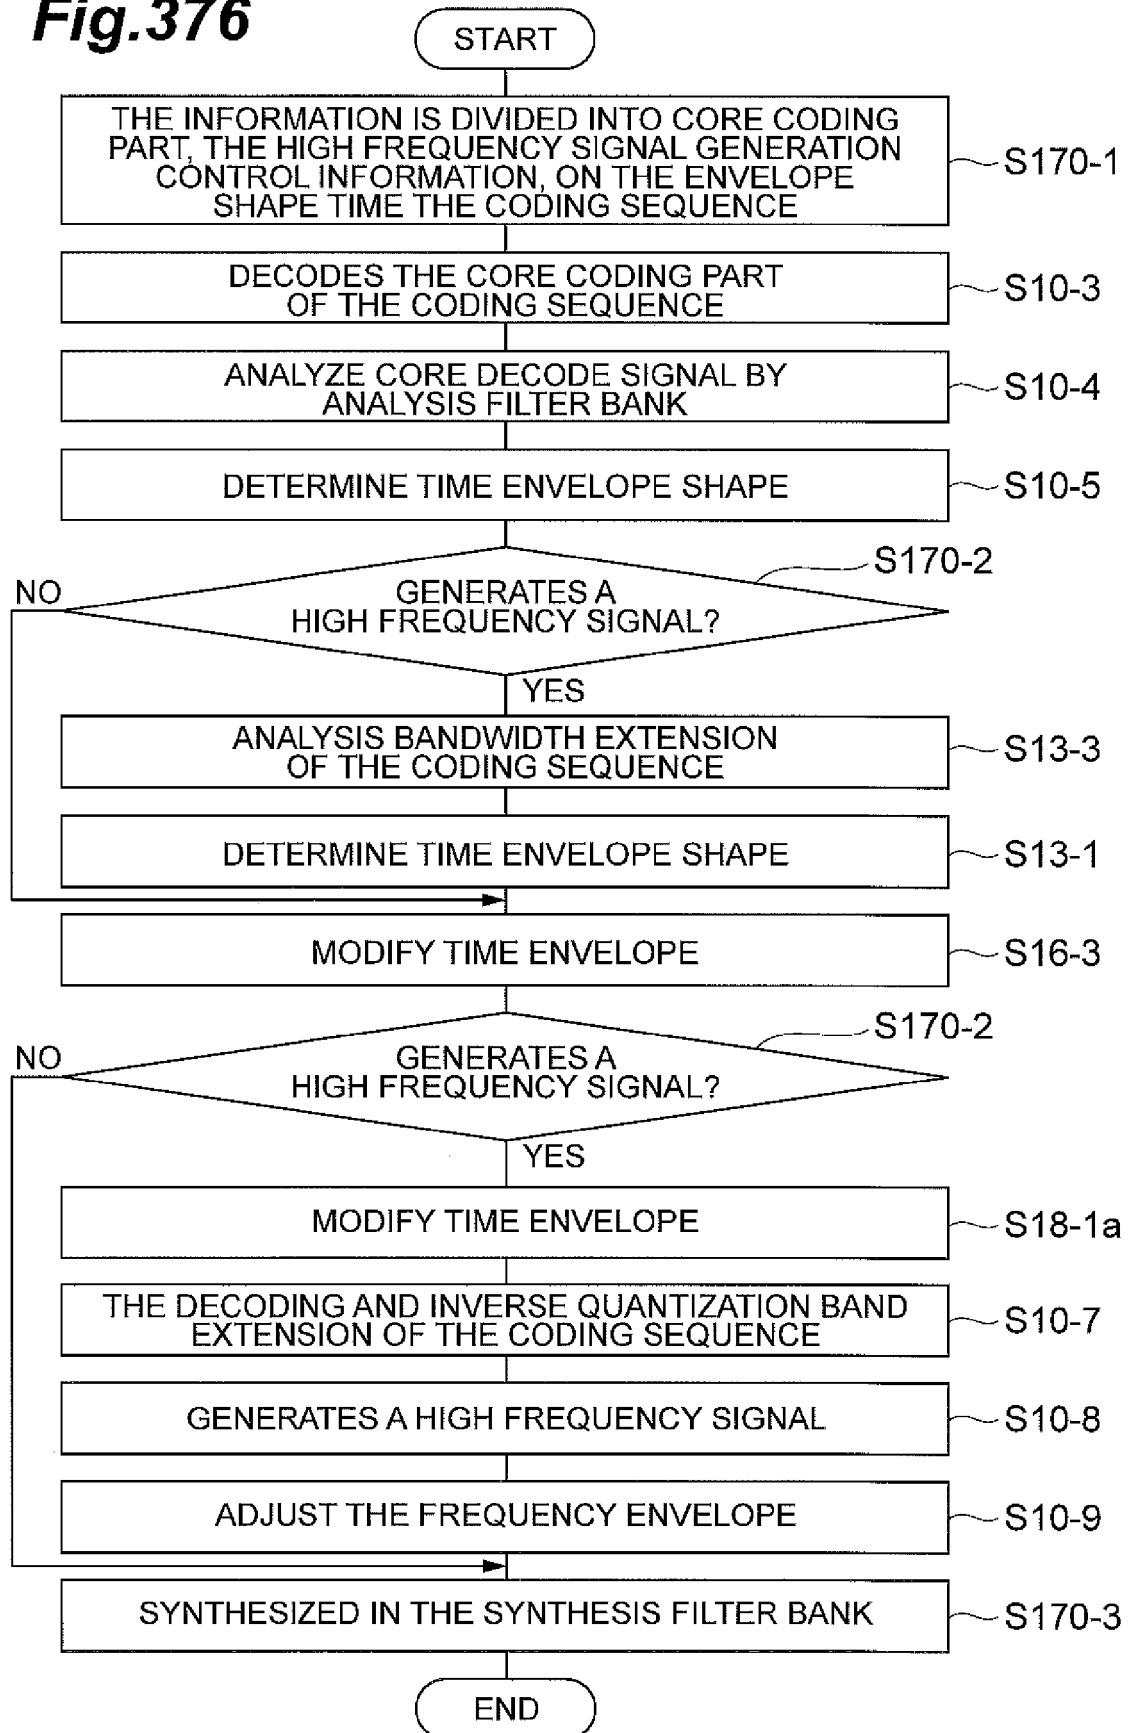 Fig.376
START
THE INFORMATION IS DIVIDED INTO CORE CODING
PART, THE HIGH FREQUENCY SIGNAL GENERATION
CONTROL INFORMATION, ON THE ENVELOPE
SHAPE TIME THE CODING SEQUENCE
S170-1
DECODES THE CORE CODING PART
OF THE CODING SEQUENCE
S10-3
ANALYZE CORE DECODE SIGNAL BY
ANALYSIS FILTER BANK
S10-4
DETERMINE TIME ENVELOPE SHAPE
S10-5
S170-2
NO
GENERATES A
HIGH FREQUENCY SIGNAL?
YES
ANALYSIS BANDWIDTH EXTENSION
OF THE CODING SEQUENCE
S13-3
DETERMINE TIME ENVELOPE SHAPE
S13-1
MODIFY TIME ENVELOPE
S16-3
S170-2
NO
GENERATES A
HIGH FREQUENCY SIGNAL?
YES
MODIFY TIME ENVELOPE
S18-1a
THE DECODING AND INVERSE QUANTIZATION BAND
EXTENSION OF THE CODING SEQUENCE
S10-7
GENERATES A HIGH FREQUENCY SIGNAL
S10-8
ADJUST THE FREQUENCY ENVELOPE
S10-9
SYNTHESIZED IN THE SYNTHESIS FILTER BANK
S170-3
END